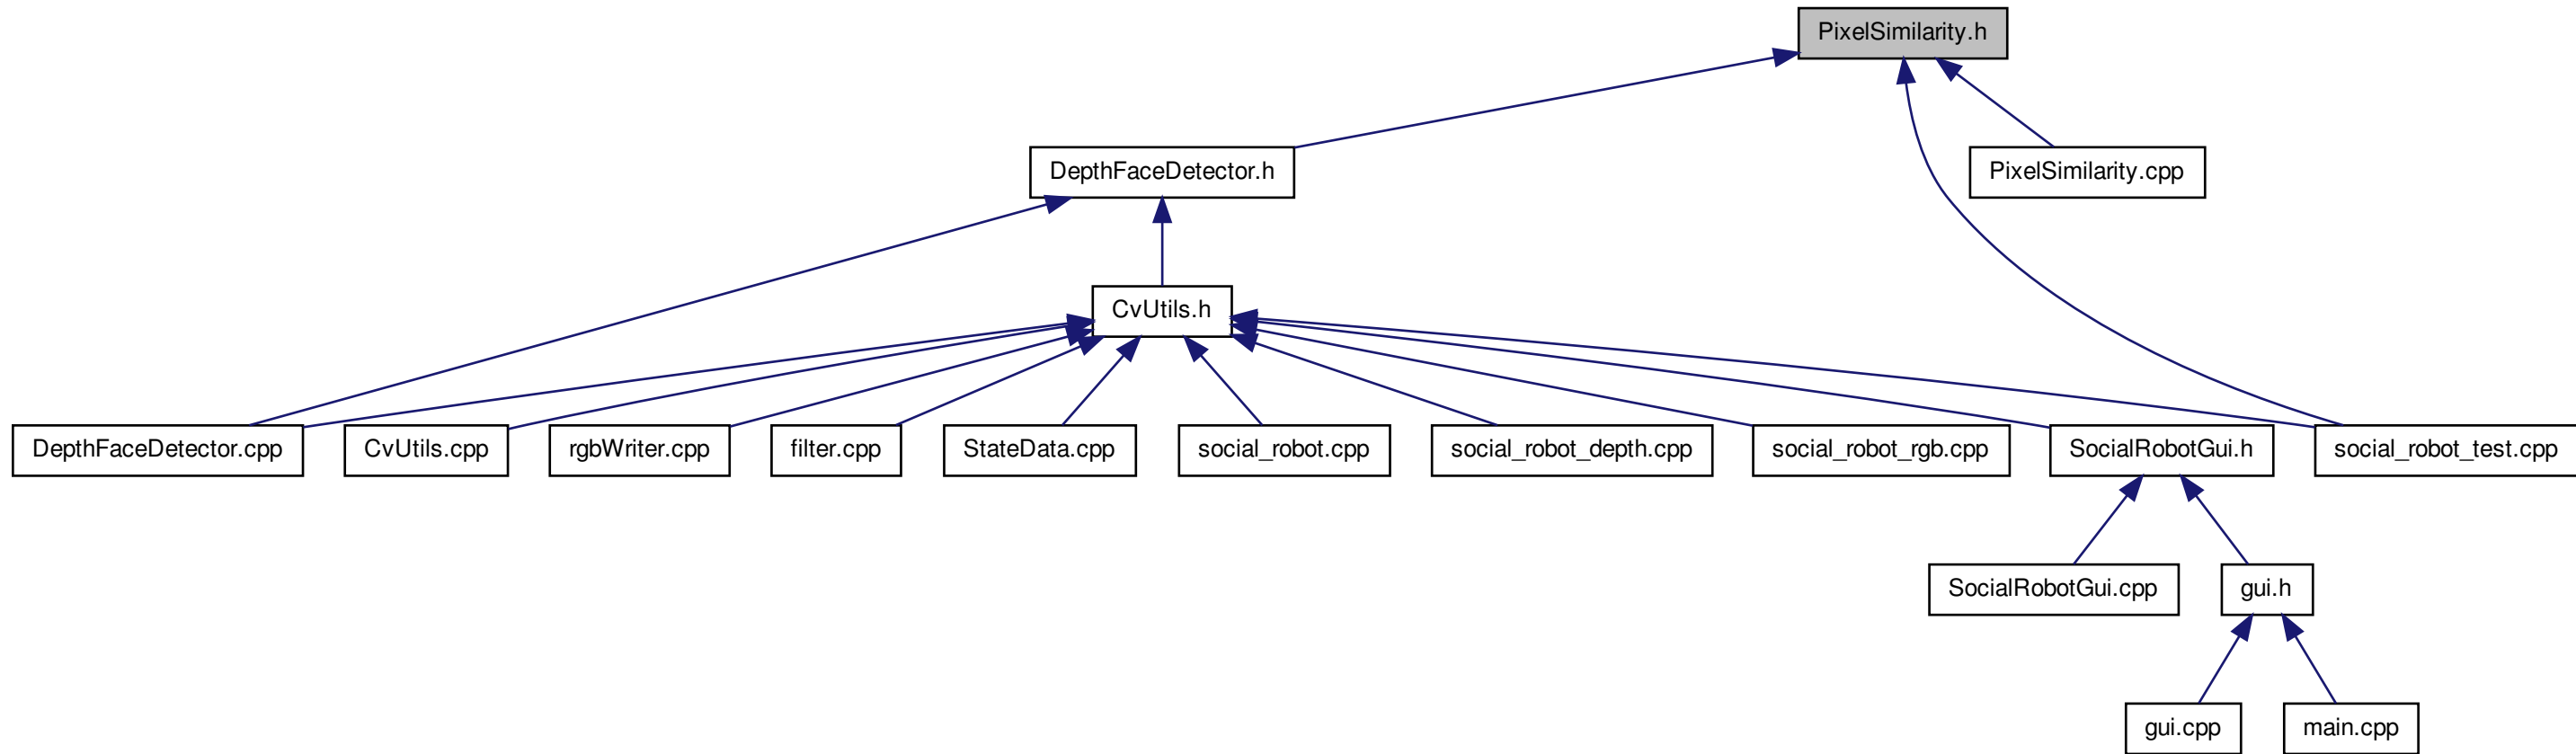 PixelSimilarity.h
DepthFaceDetector.h
PixelSimilarity.cpp
CvUtils.h
DepthFaceDetector.cpp
CvUtils.cpp
rgbWriter.cpp
filter.cpp
StateData.cpp
social_robot.cpp
social_robot_depth.cpp
social_robot_rgb.cpp
SocialRobotGui.h
social_robot_test.cpp
SocialRobotGui.cpp
gui.h
gui.cpp
main.cpp